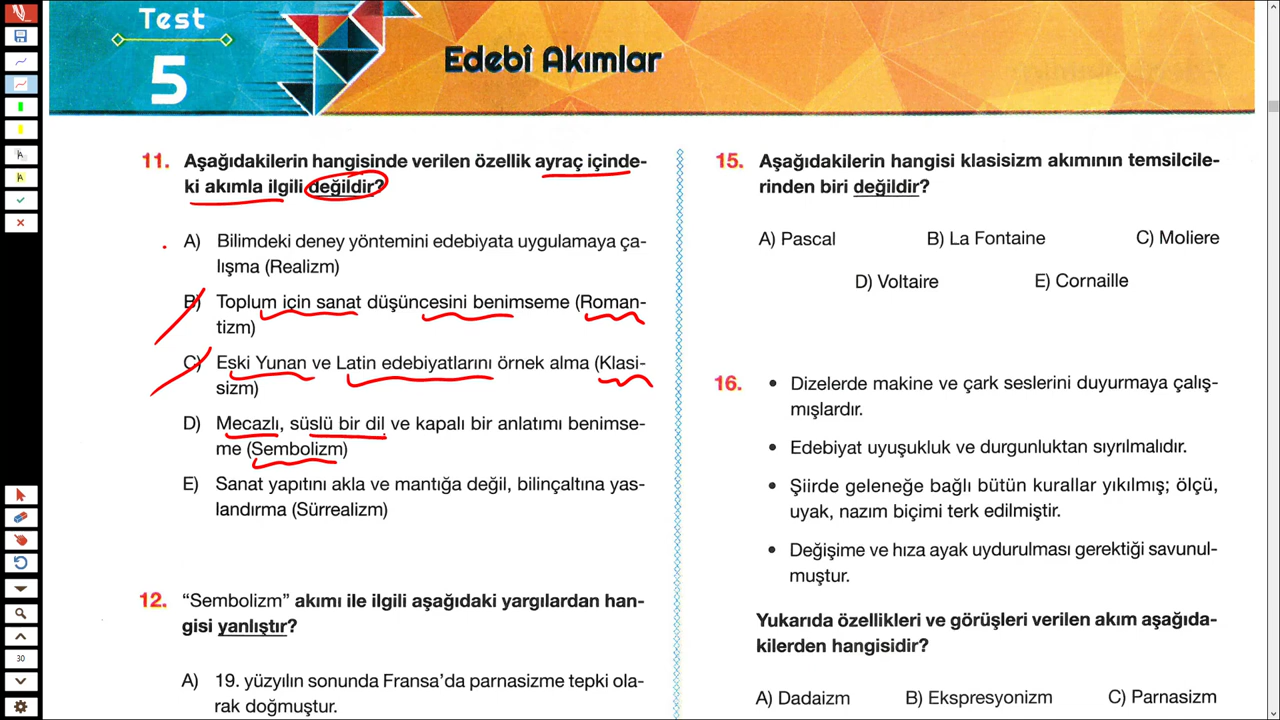 Test
5
Edebî Akımlar
11. Aşağıdakilerin hangisinde verilen özellik ayraç içinde-
ki akımla ilgili değildir?
A) Bilimdeki deney yöntemini edebiyata uygulamaya ça-
lışma (Realizm)
B) Toplum için sanat düşüncesini benimseme (Roman-
tizm)
C) Eski Yunan ve Latin edebiyatlarını örnek alma (Klasi-
sizm)
D) Mecazlı, süslü bir dil ve kapalı bir anlatımı benimse-
me (Sembolizm)
E) Sanat yapıtını akla ve mantığa değil, bilinçaltına yas-
landırma (Sürrealizm)
12. “Sembolizm” akımı ile ilgili aşağıdaki yargılardan han-
gisi yanlıştır?
A) 19. yüzyılın sonunda Fransa’da parnasizme tepki ola-
rak doğmuştur.
15. Aşağıdakilerin hangisi klasisizm akımının temsilcile-
rinden biri değildir?
A) Pascal B) La Fontaine C) Moliere
D) Voltaire E) Cornaille
16. • Dizelerde makine ve çark seslerini duyurmaya çalış-
mışlardır.
• Edebiyat uyuşukluk ve durgunluktan sıyrılmalıdır.
• Şiirde geleneğe bağlı bütün kurallar yıkılmış; ölçü,
uyak, nazım biçimi terk edilmiştir.
• Değişime ve hıza ayak uydurulması gerektiği savunul-
muştur.
Yukarıda özellikleri ve görüşleri verilen akım aşağıda-
kilerden hangisidir?
A) Dadaizm B) Ekspresyonizm C) Parnasizm
30